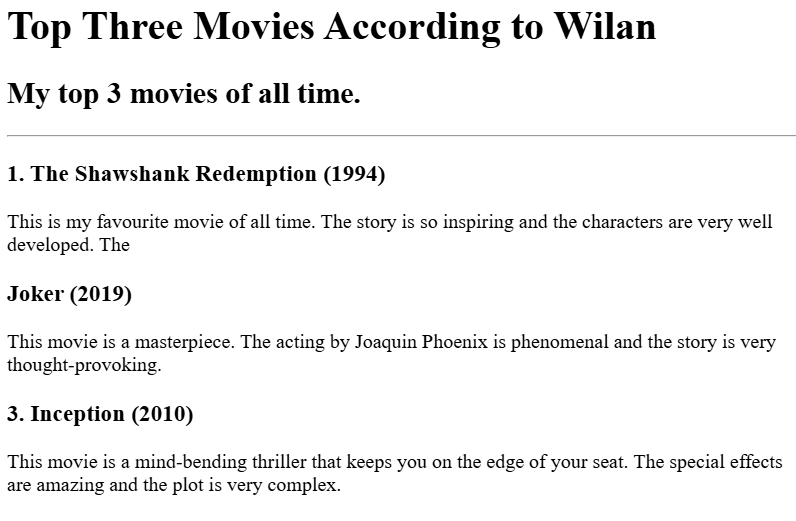 Top Three Movies According to Wilan
My top 3 movies of all time.
1. The Shawshank Redemption (1994)
This is my favourite movie of all time. The story is so inspiring and the characters are very well
developed. The
Joker (2019)
This movie is a masterpiece. The acting by Joaquin Phoenix is phenomenal and the story is very
thought-provoking.
3. Inception (2010)
This movie is a mind-bending thriller that keeps you on the edge of your seat. The special effects
are amazing and the plot is very complex.